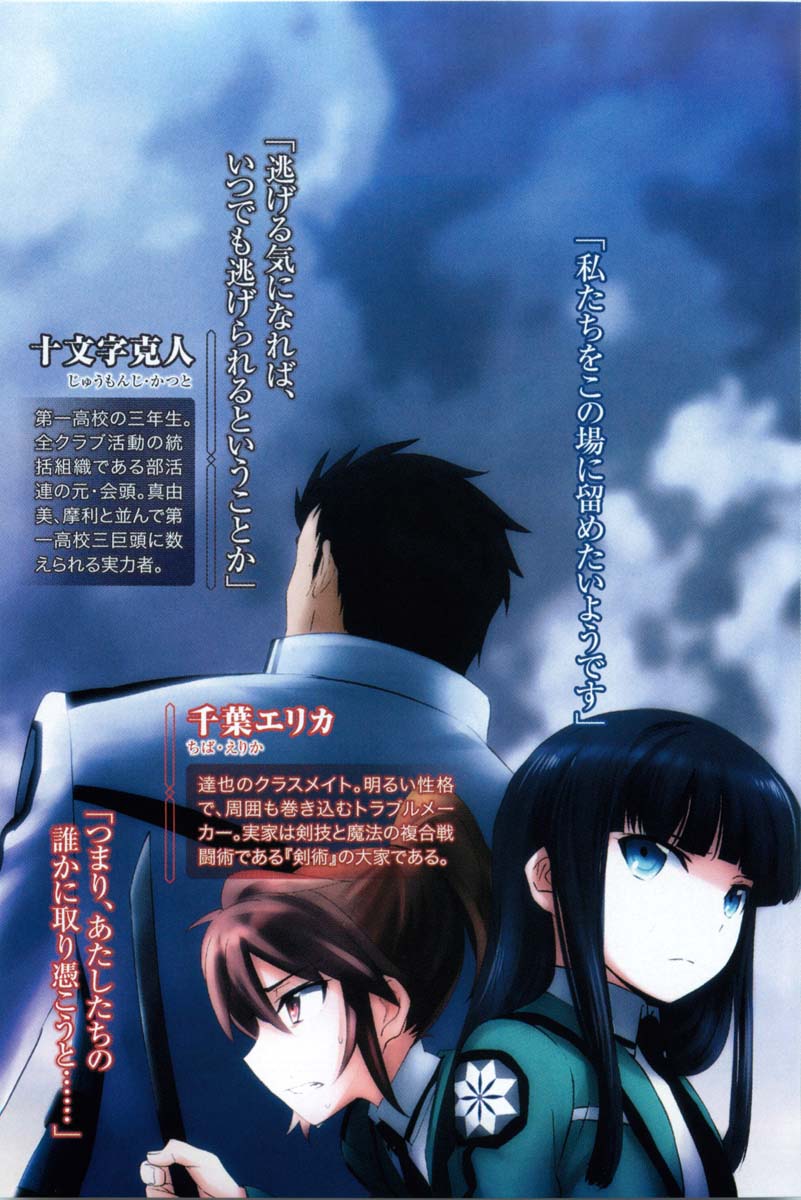 「私たちをこの場に留めたいようです」
「逃げる気になれば、
いつでも逃げられるということか」
十文字克人
じゅうもんじ・かつと
第一高校の三年生。
全クラブ活動の統
括組織である部活
連の元・会頭。真由
美、摩利と並んで第
一高校三巨頭に数
えられる実力者。
千葉エリカ
ちば・えりか
達也のクラスメイト。明るい性格
で、周囲も巻き込むトラブルメー
カー。実家は剣技と魔法の複合戦
闘術である『剣術』の大家である。
「つまり、あたしたちの
誰かに取り憑こうと……」